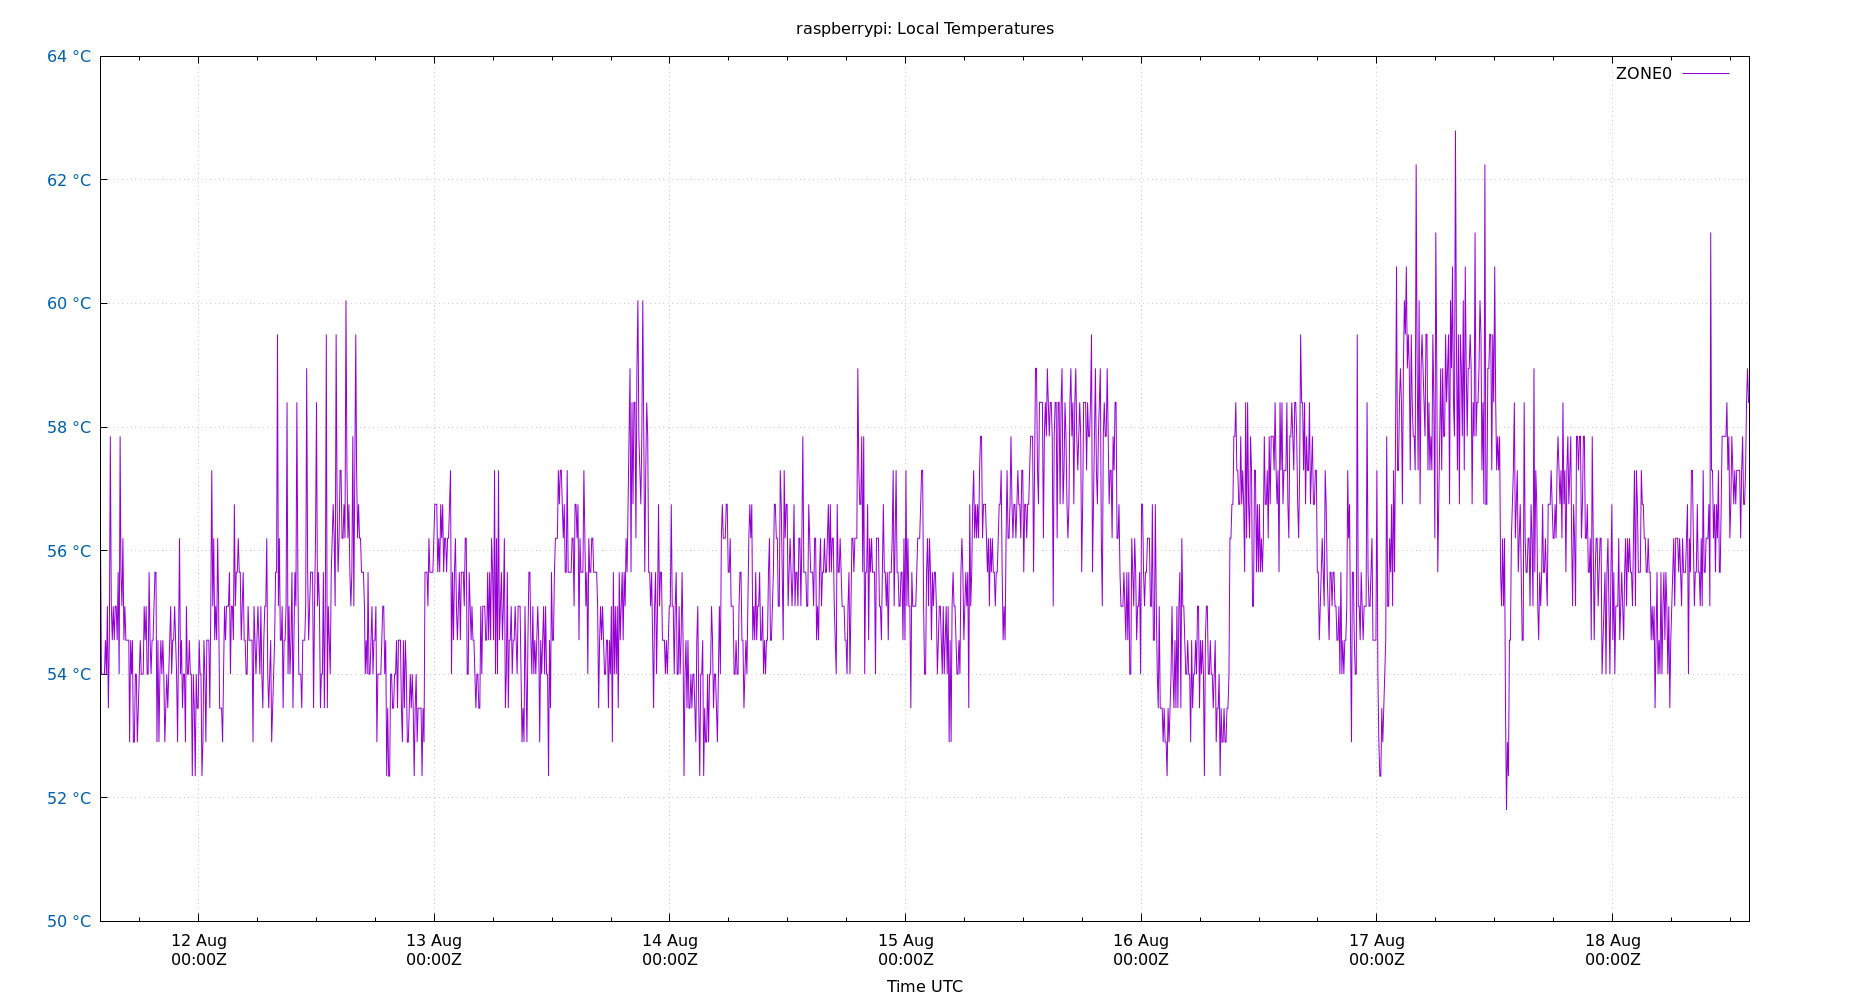 raspberrypi: Local Temperatures
64 °C
ZONE0
62 °C
60 °C
58 °C
56 °C
54 °C
52 °C
50 °C
12 Aug 13 Aug 14 Aug 15 Aug 16 Aug 17 Aug 18 Aug
00:00Z 00:00Z 00:00Z 00:00Z 00:00Z 00:00Z 00:00Z
Time UTC